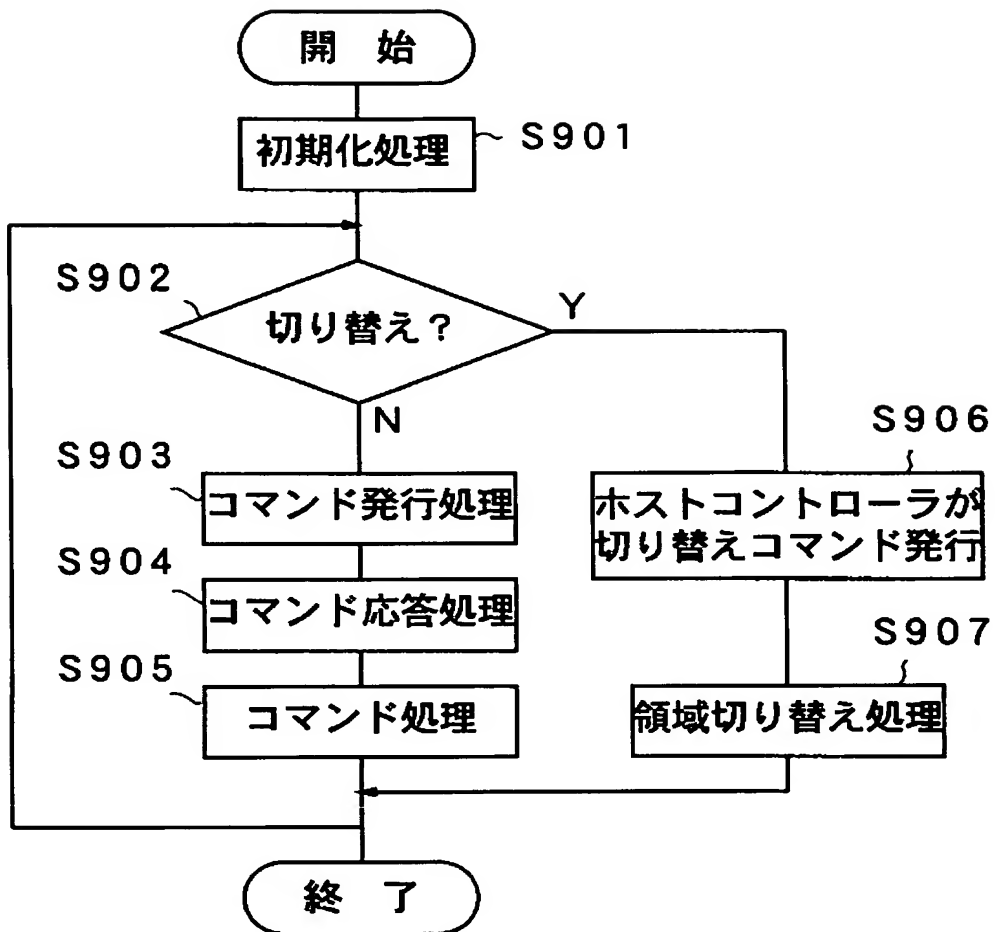 開 始
初期化処理
S901
S902
切り替え?
Y
N
S903
コマンド発行処理
S904
コマンド応答処理
S905
コマンド処理
S906
ホストコントローラが
切り替えコマンド発行
S907
領域切り替え処理
終 了